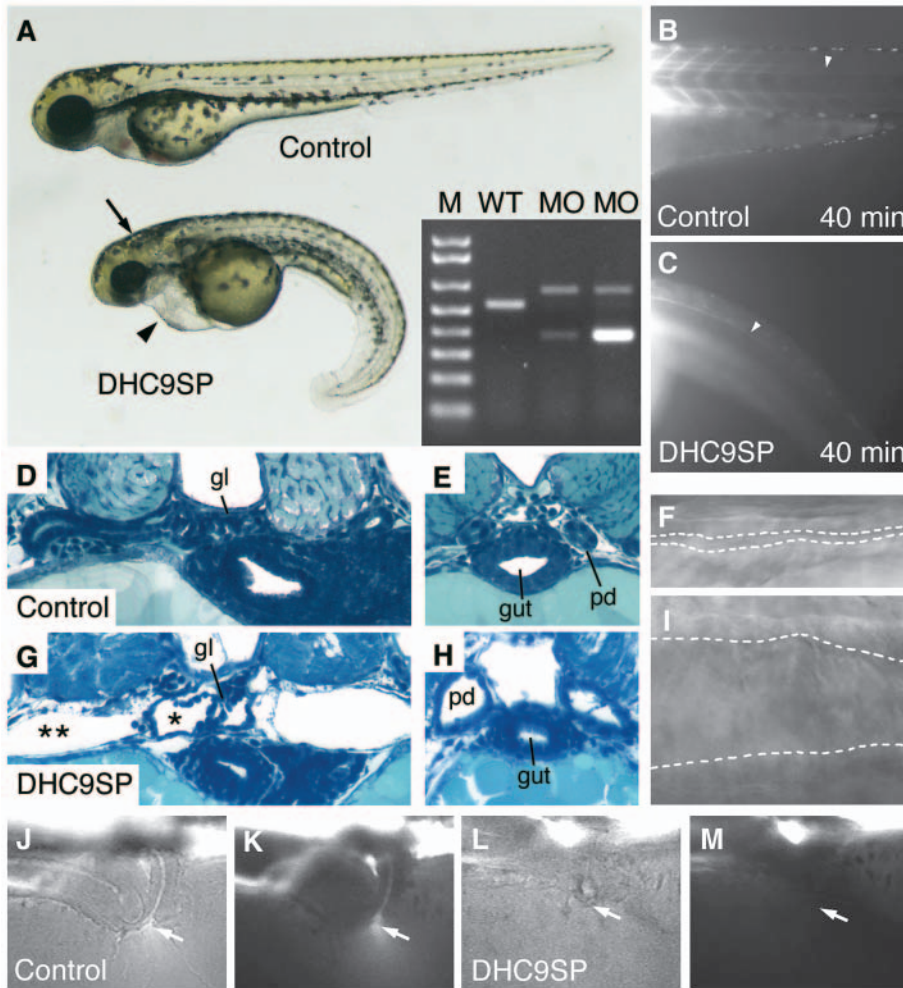 A
Control
DHC9SP
M WT MO MO
B
Control 40 min
C
DHC9SP 40 min
D
gl
Control
E
gut
pd
F
G
gl
**
*
DHC9SP
H
pd
gut
I
J
Control
K
L
DHC9SP
M